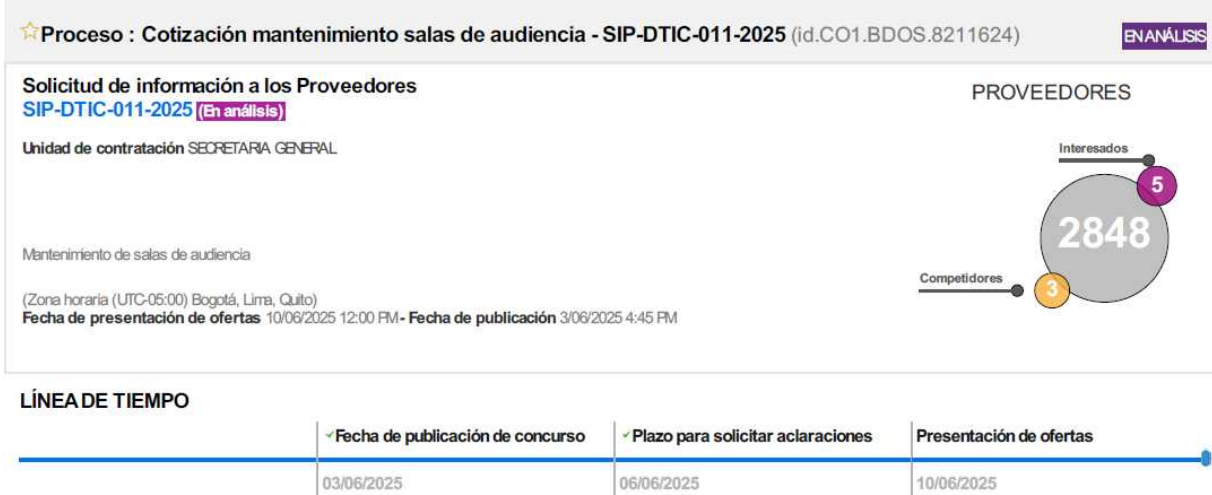 Proceso : Cotización mantenimiento salas de audiencia - SIP-DTIC-011-2025 (id.CO1.BDOS.8211624)
EN ANÁLISIS
Solicitud de información a los Proveedores
SIP-DTIC-011-2025 (En análisis)
Unidad de contratación SECRETARIA GENERAL
PROVEEDORES
Interesados
5
2848
Competidores
3
Mantenimiento de salas de audiencia
(Zona horaria (UTC-05:00) Bogotá, Lima, Quito)
Fecha de presentación de ofertas 10/06/2025 12:00 PM - Fecha de publicación 3/06/2025 4:45 PM
LÍNEA DE TIEMPO
Fecha de publicación de concurso
Plazo para solicitar aclaraciones
Presentación de ofertas
03/06/2025
06/06/2025
10/06/2025